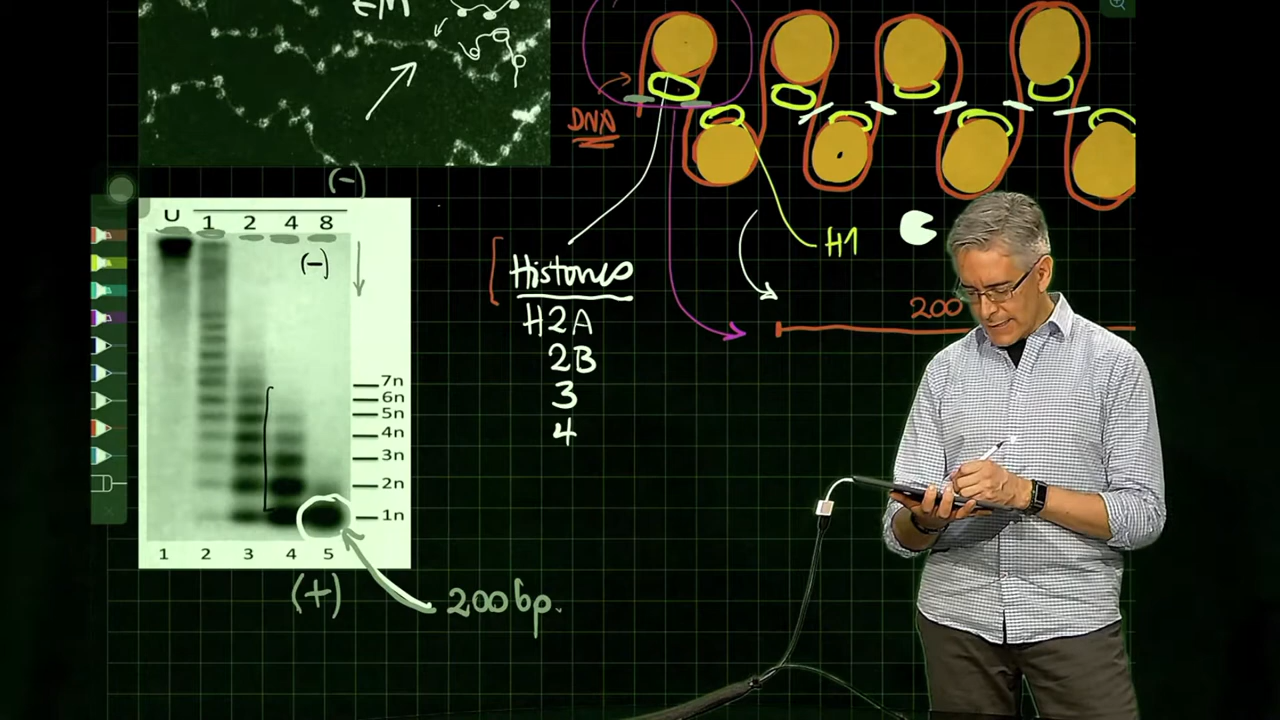 EM
DNA
(-)
U 1 2 4 8
(-)
H1
Histones
200
H2A
2B
3
4
7n
6n
5n
4n
3n
2n
1n
1 2 3 4 5
(+)
200bp.